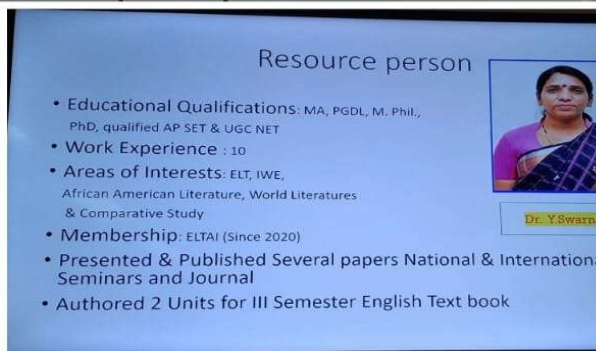 Resource person
• Educational Qualifications: MA, PGDL, M. Phil.,
PhD, qualified AP SET & UGC NET
• Work Experience : 10
• Areas of Interests: ELT, IWE,
African American Literature, World Literatures
& Comparative Study
• Membership: ELTAI (Since 2020)
• Presented & Published Several papers National &
Seminars and Journal
• Authored 2 Units for III Semester English Text book
Dr.